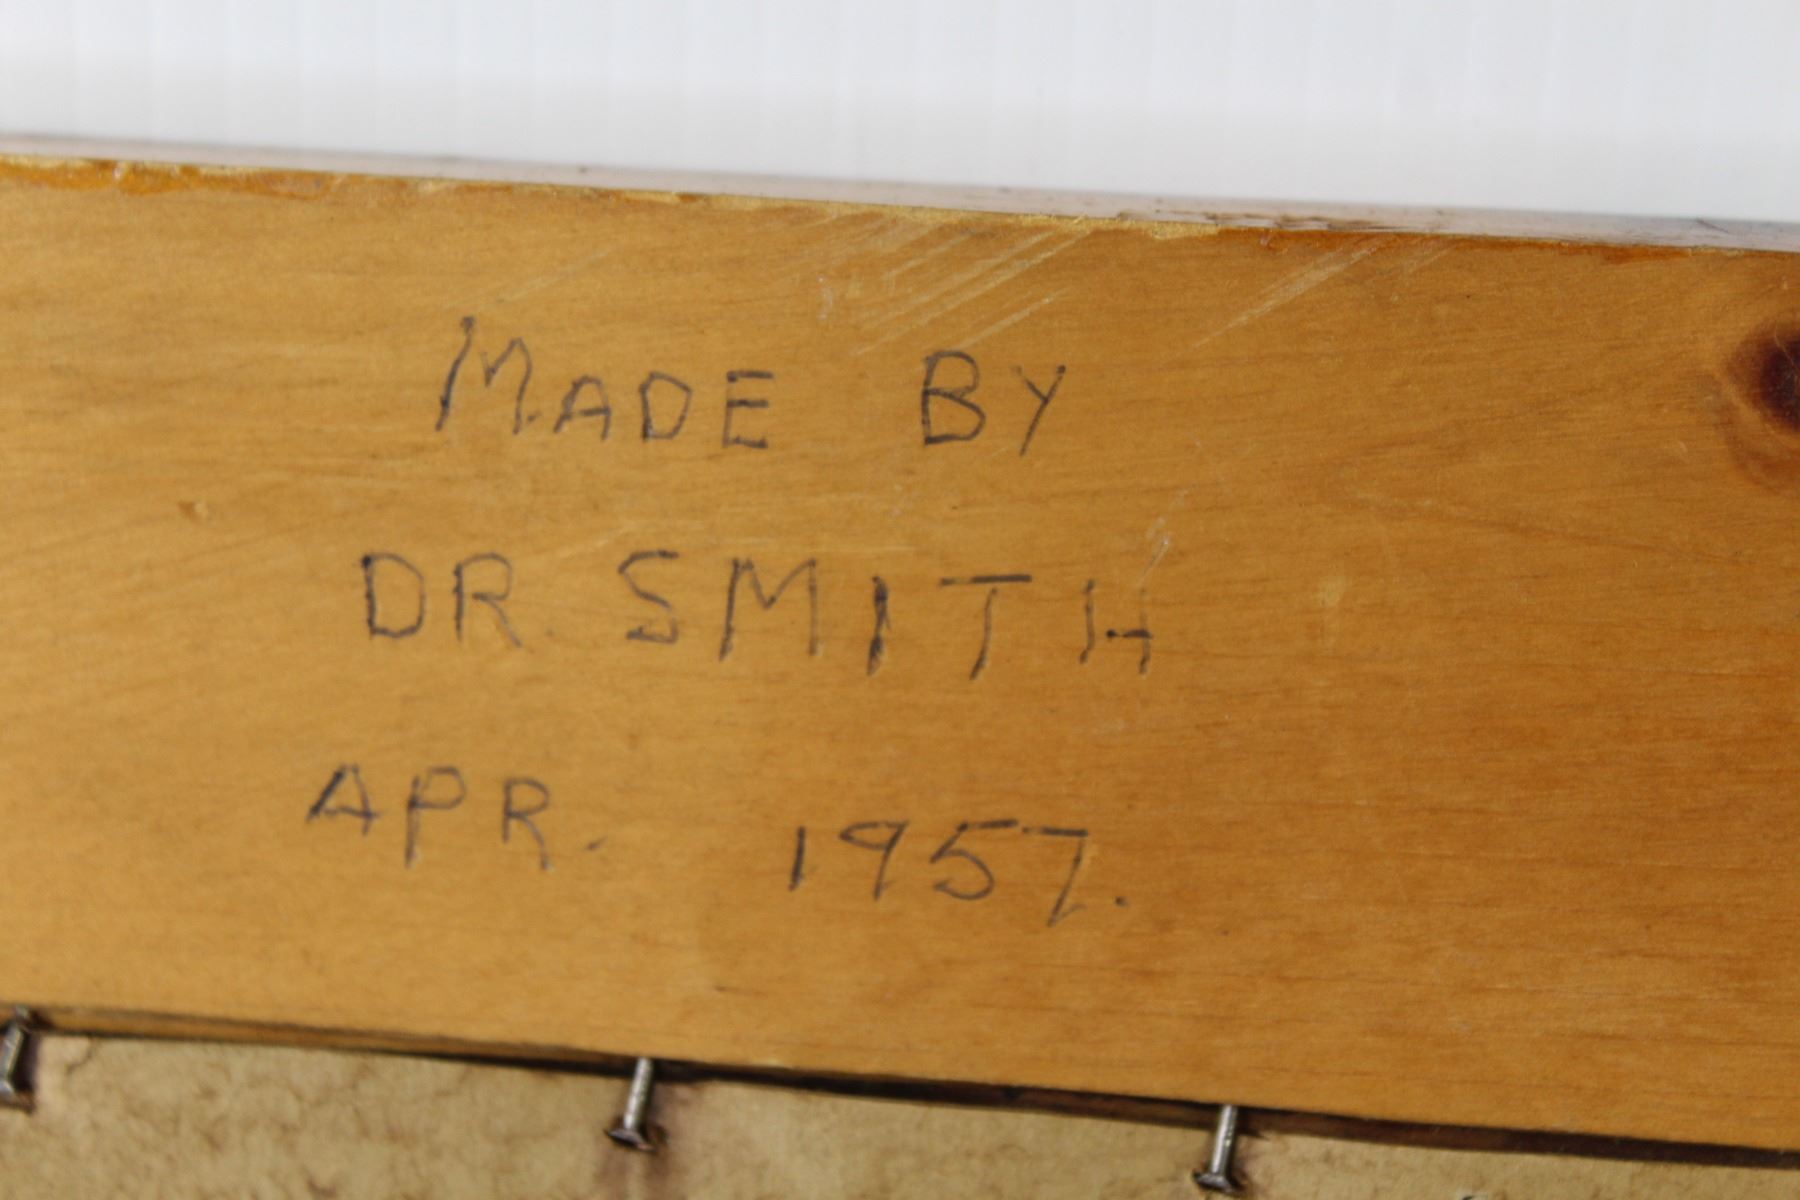 MADE BY
DR. SMITH
APR. 1957.